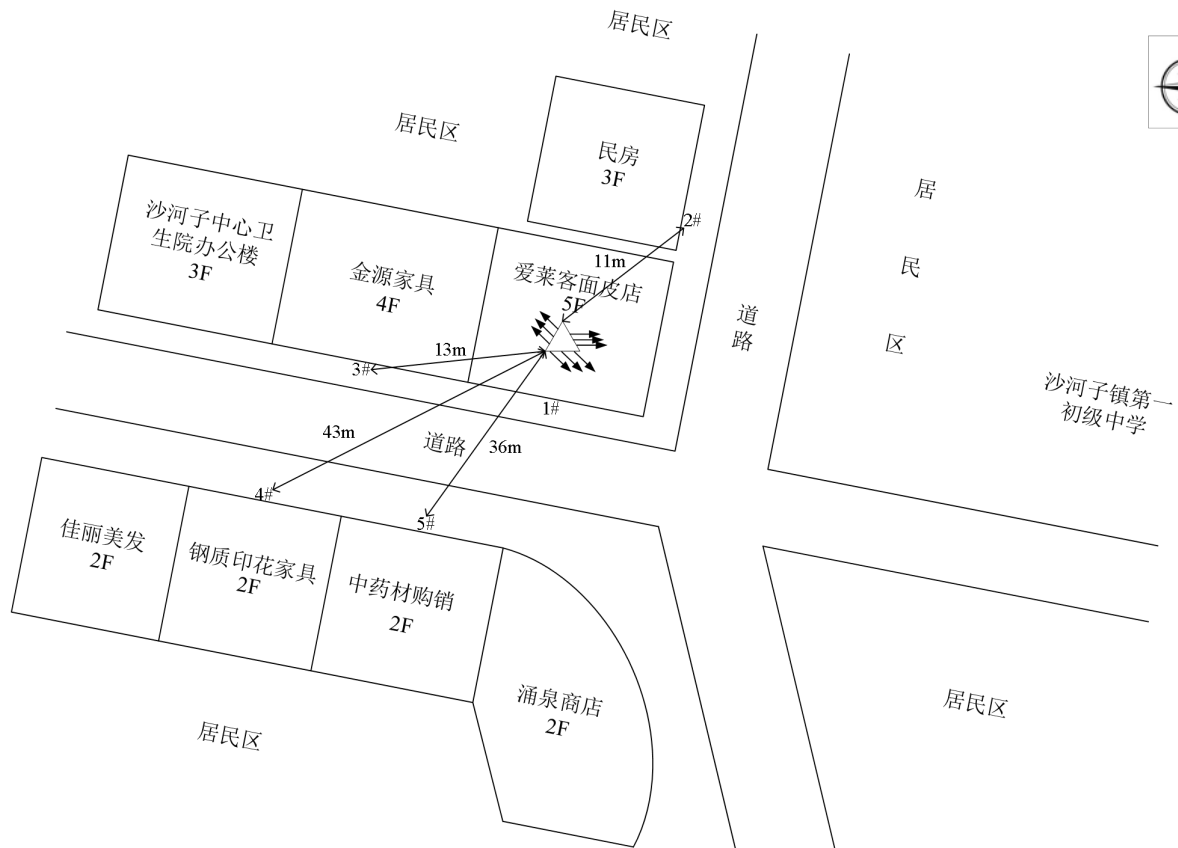 居民区
居民区
民房
3F
居
民
区
沙河子中心卫
生院办公楼
3F
金源家具
4F
爱莱客面皮店
5F
2#
11m
道
路
13m
3#
1#
沙河子镇第一
初级中学
43m
道路
36m
4#
5#
佳丽美发
2F
钢质印花家具
2F
中药材购销
2F
涌泉商店
2F
居民区
居民区